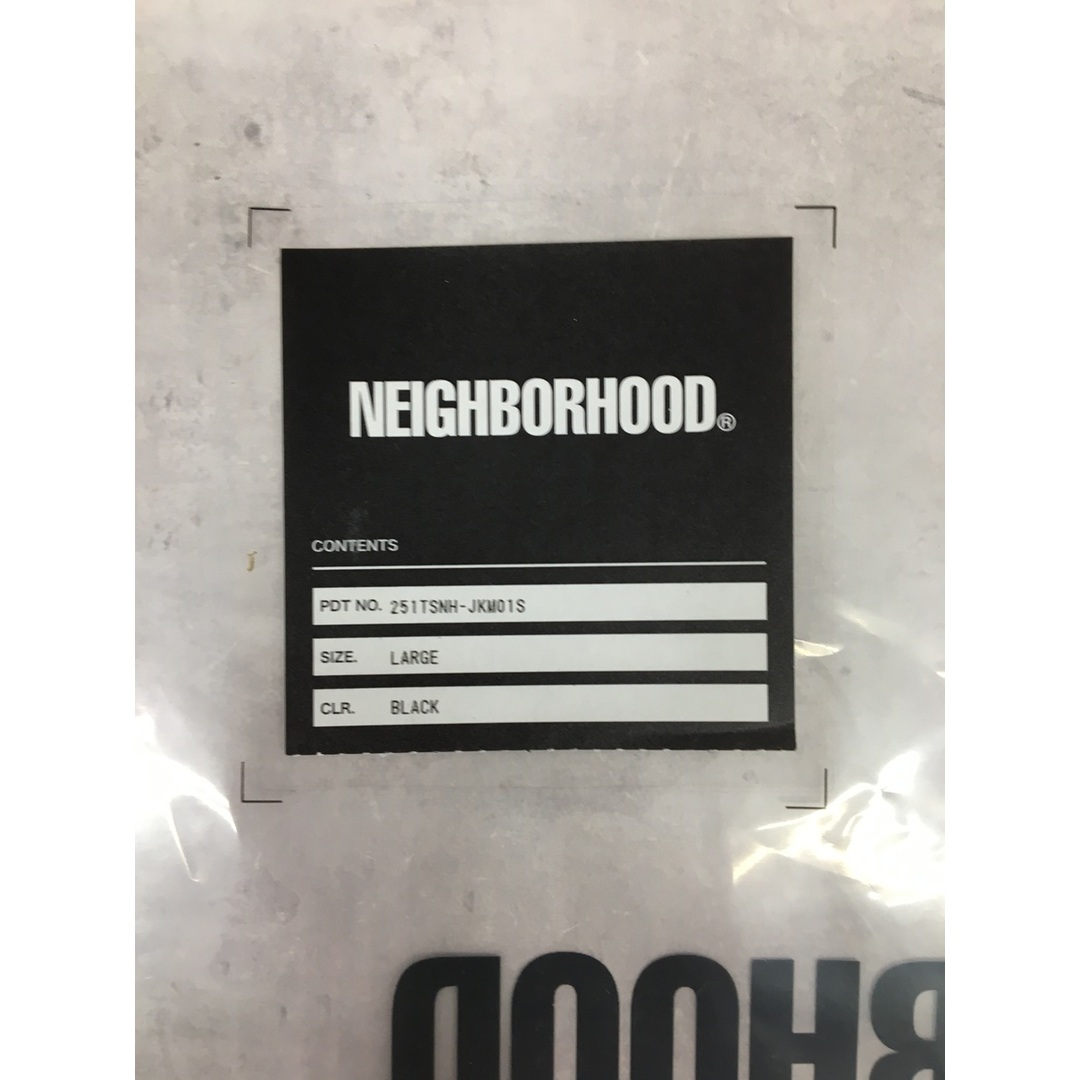 NEIGHBORHOOD®
CONTENTS
PDT NO. 251TSNH-JKM01S
SIZE. LARGE
CLR. BLACK